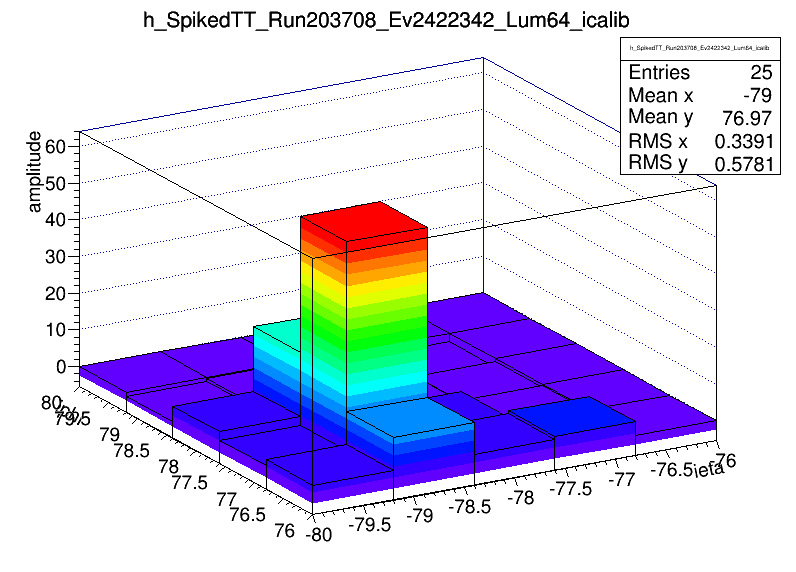 h_SpikedTT_Run203708_Ev2422342_Lum64_icalib
h_SpikedTT_Run203708_Ev2422342_Lum64_icalib
Entries 25
Mean x -79
Mean y 76.97
RMS x 0.3391
RMS y 0.5781
amplitude
60
50
40
30
20
10
0
80
79.5
79
78.5
78
77.5
77
76.5
76
-80
-79.5
-79
-78.5
-78
-77.5
-77
-76.5
-76
ieta